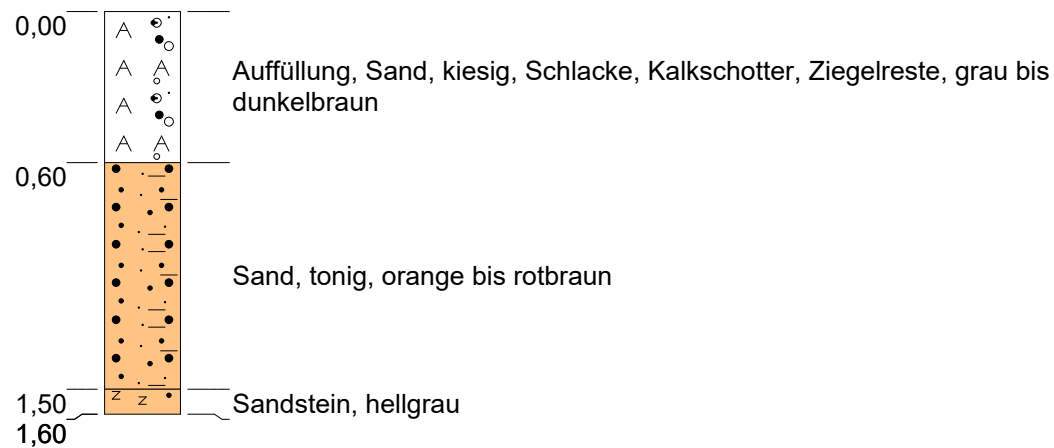 0,00
Auffüllung, Sand, kiesig, Schlacke, Kalkschotter, Ziegelreste, grau bis
dunkelbraun
0,60
Sand, tonig, orange bis rotbraun
1,50
Sandstein, hellgrau
1,60